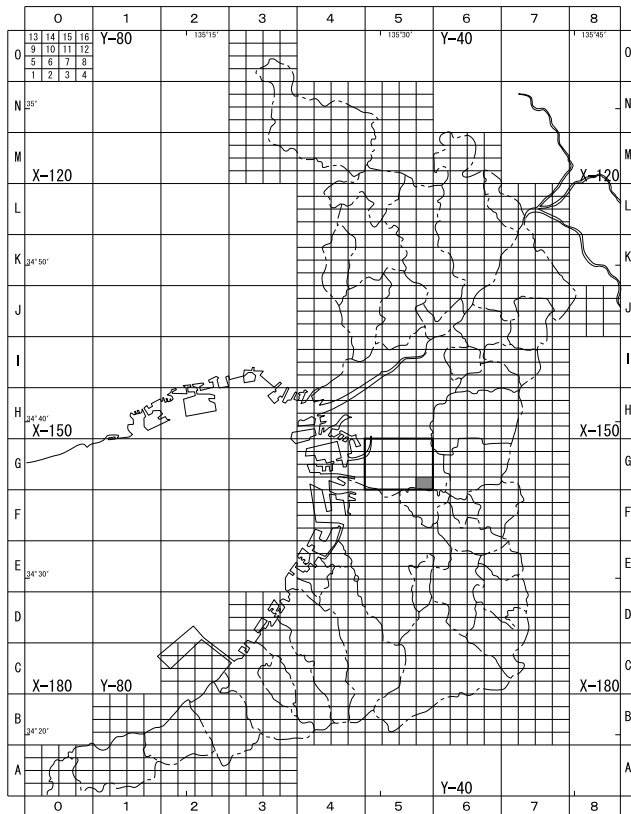 0 1 2 3 4 5 6 7 8
13 14 15 16 Y-80 135°15′ 135°30′ Y-40 135°45′
O 9 10 11 12 O
5 6 7 8
1 2 3 4
N 35° N
M M
X-120 X-120
L L
K 34°50′ K
J J
I I
H 34°40′ H
X-150 X-150
G G
F F
E 34°30′ E
D D
C C
X-180 Y-80 X-180
B 34°20′ B
A Y-40 A
0 1 2 3 4 5 6 7 8